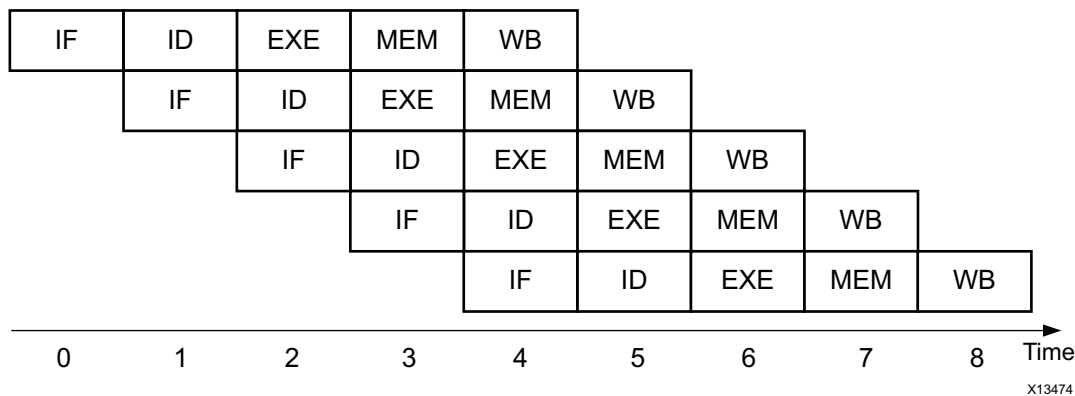 IF ID EXE MEM WB
IF ID EXE MEM WB
IF ID EXE MEM WB
IF ID EXE MEM WB
IF ID EXE MEM WB
0 1 2 3 4 5 6 7 8 Time
X13474